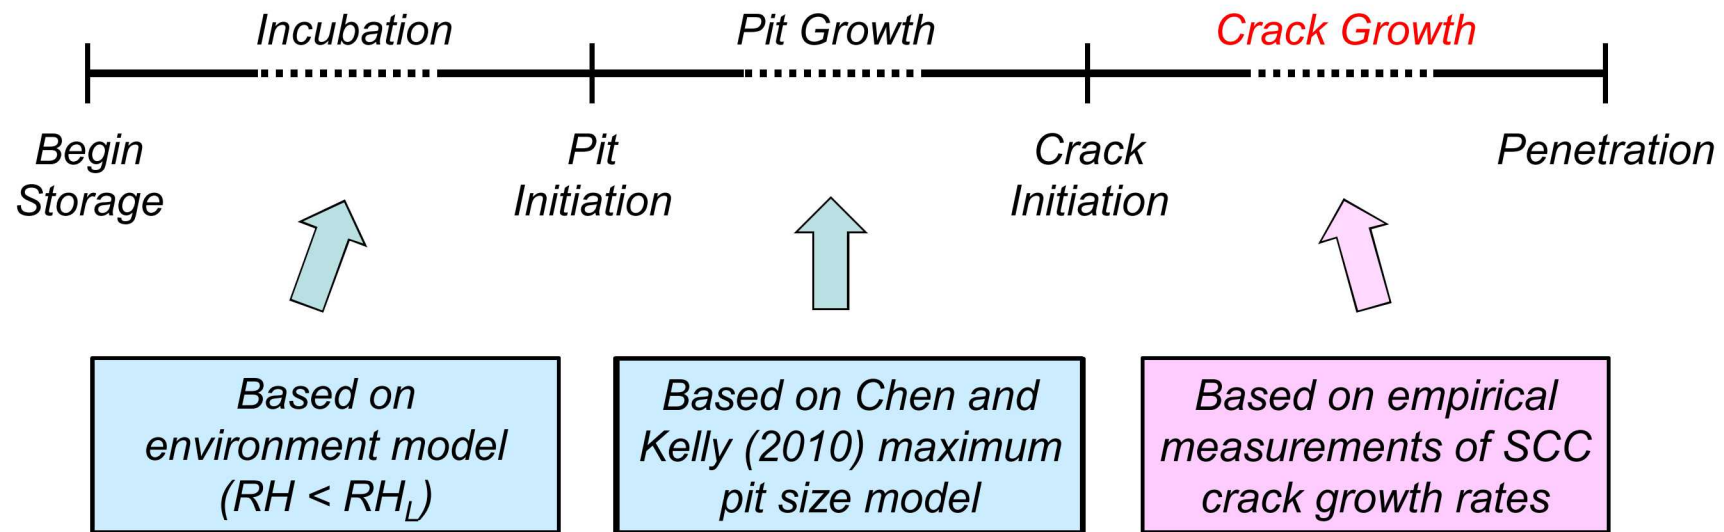 Incubation
Pit Growth
Crack Growth
Begin
Storage
Pit
Initiation
Crack
Initiation
Penetration
Based on
environment model
(RH < RH_L)
Based on Chen and
Kelly (2010) maximum
pit size model
Based on empirical
measurements of SCC
crack growth rates